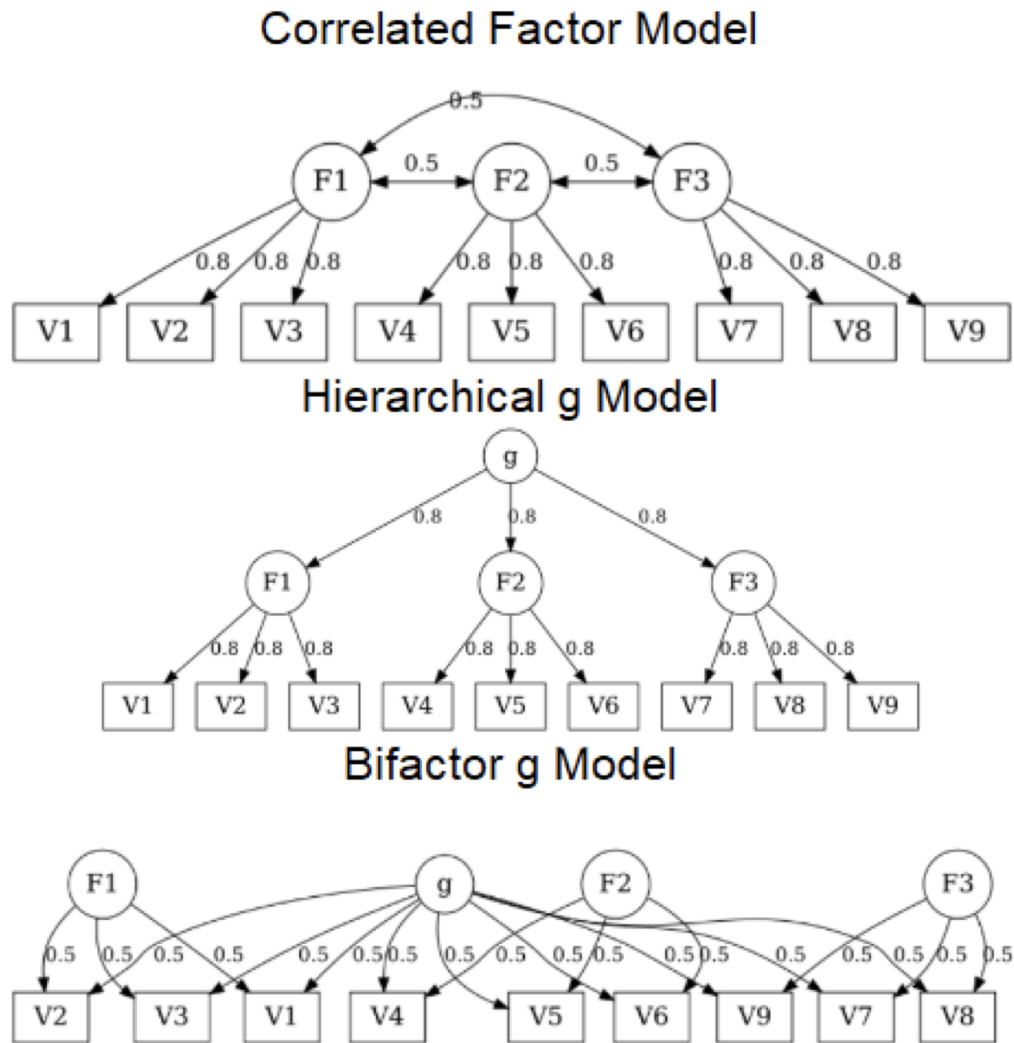 Correlated Factor Model
0.5
F1 0.5 F2 0.5 F3
0.8 0.8 0.8 0.8 0.8 0.8 0.8 0.8 0.8
V1 V2 V3 V4 V5 V6 V7 V8 V9
Hierarchical g Model
g
0.8 0.8 0.8
F1 F2 F3
0.8 0.8 0.8 0.8 0.8 0.8 0.8 0.8 0.8
V1 V2 V3 V4 V5 V6 V7 V8 V9
Bifactor g Model
F1 g F2 F3
0.5 0.5 0.5 0.5 0.5 0.5 0.5 0.5 0.5 0.5 0.5 0.5 0.5 0.5 0.5 0.5 0.5 0.5
V2 V3 V1 V4 V5 V6 V9 V7 V8